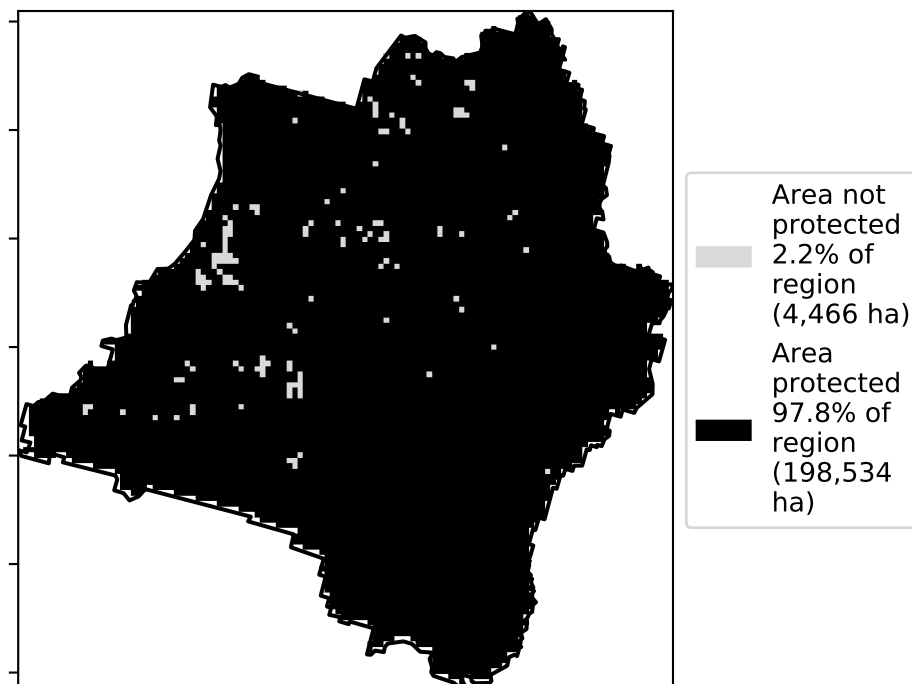 Area not
protected
2.2% of
region
(4,466 ha)
Area
protected
97.8% of
region
(198,534
ha)